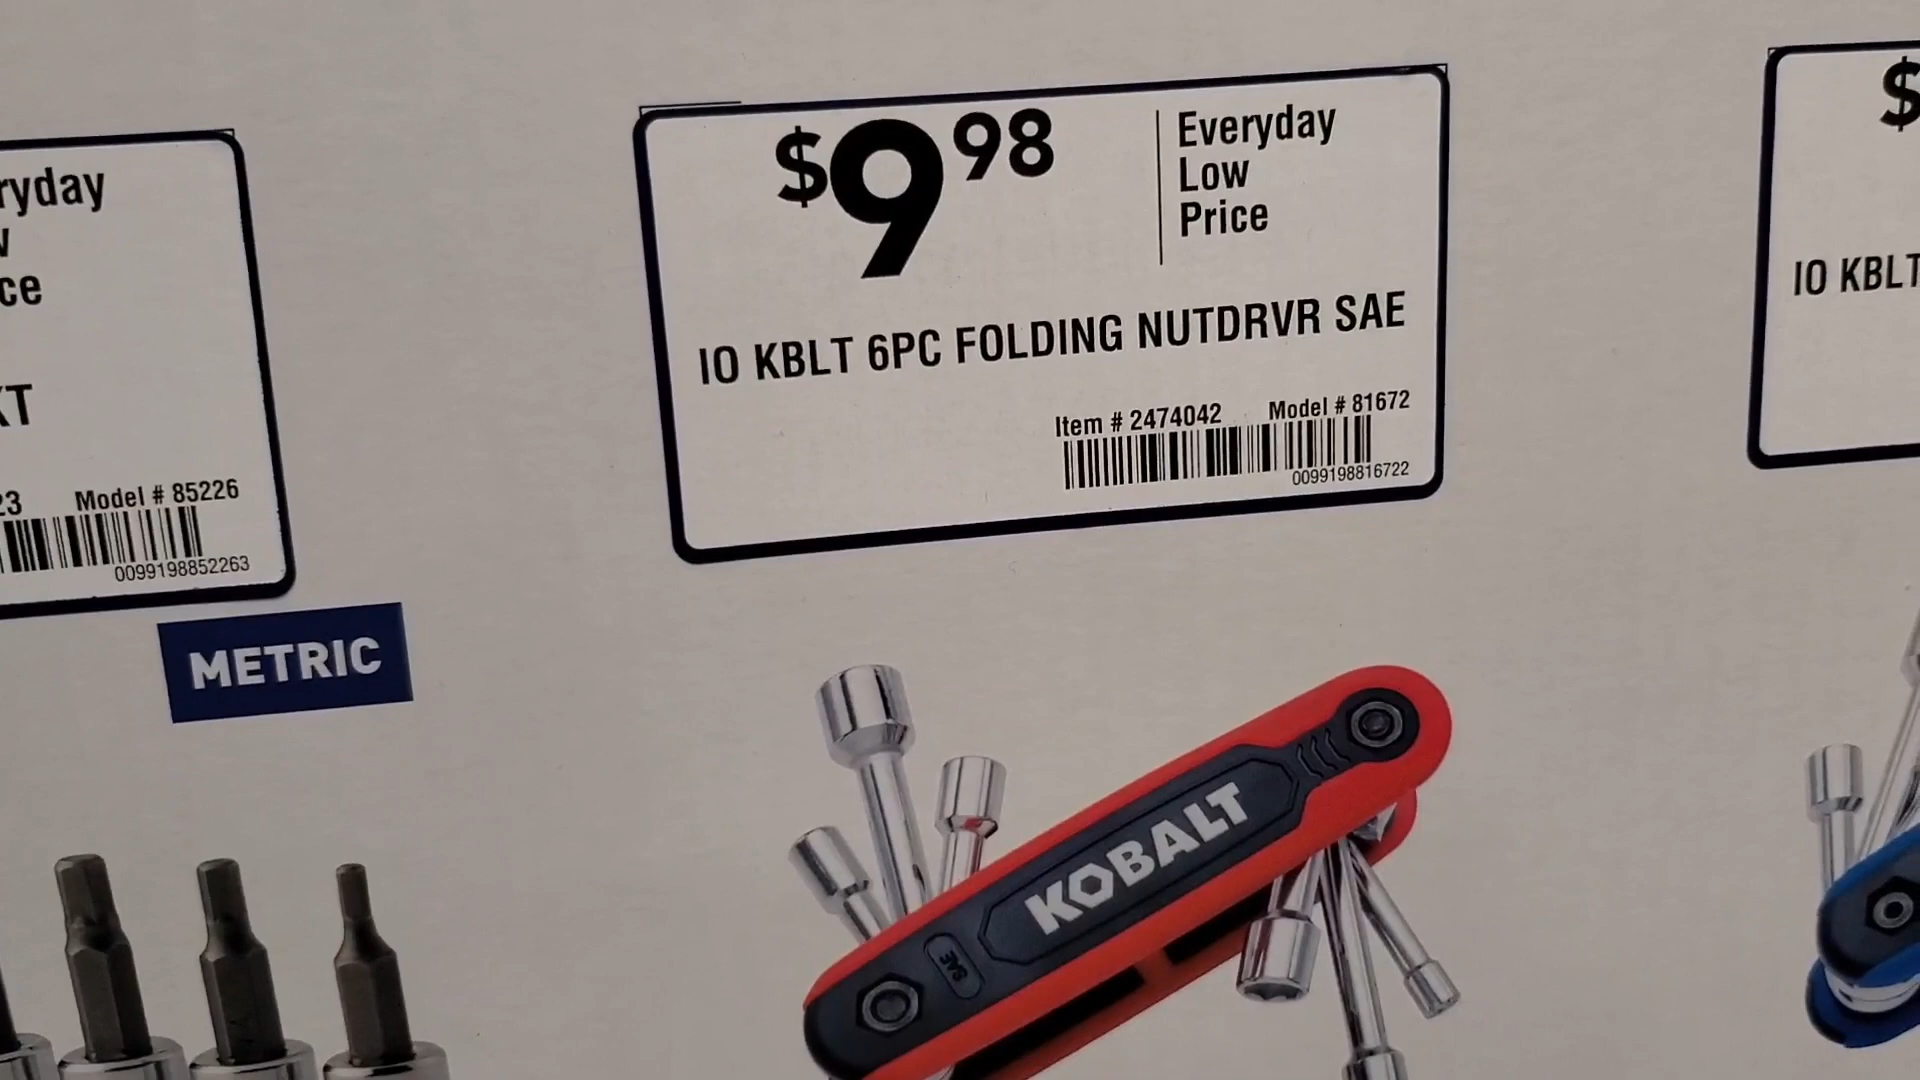 ryday
ce
KT
23 Model # 85226
0099198852263
METRIC
$9 98
Everyday
Low
Price
IO KBLT 6PC FOLDING NUTDRVR SAE
Item # 2474042 Model # 81672
0099198816722
KOBALT
SAE
$
IO KBLT